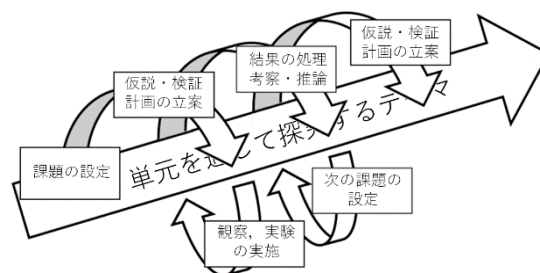 仮説・検証
計画の立案
結果の処理
考察・推論
仮説・検証
計画の立案
課題の設定
単元を通して探究するテーマ
次の課題の
設定
観察，実験
の実施